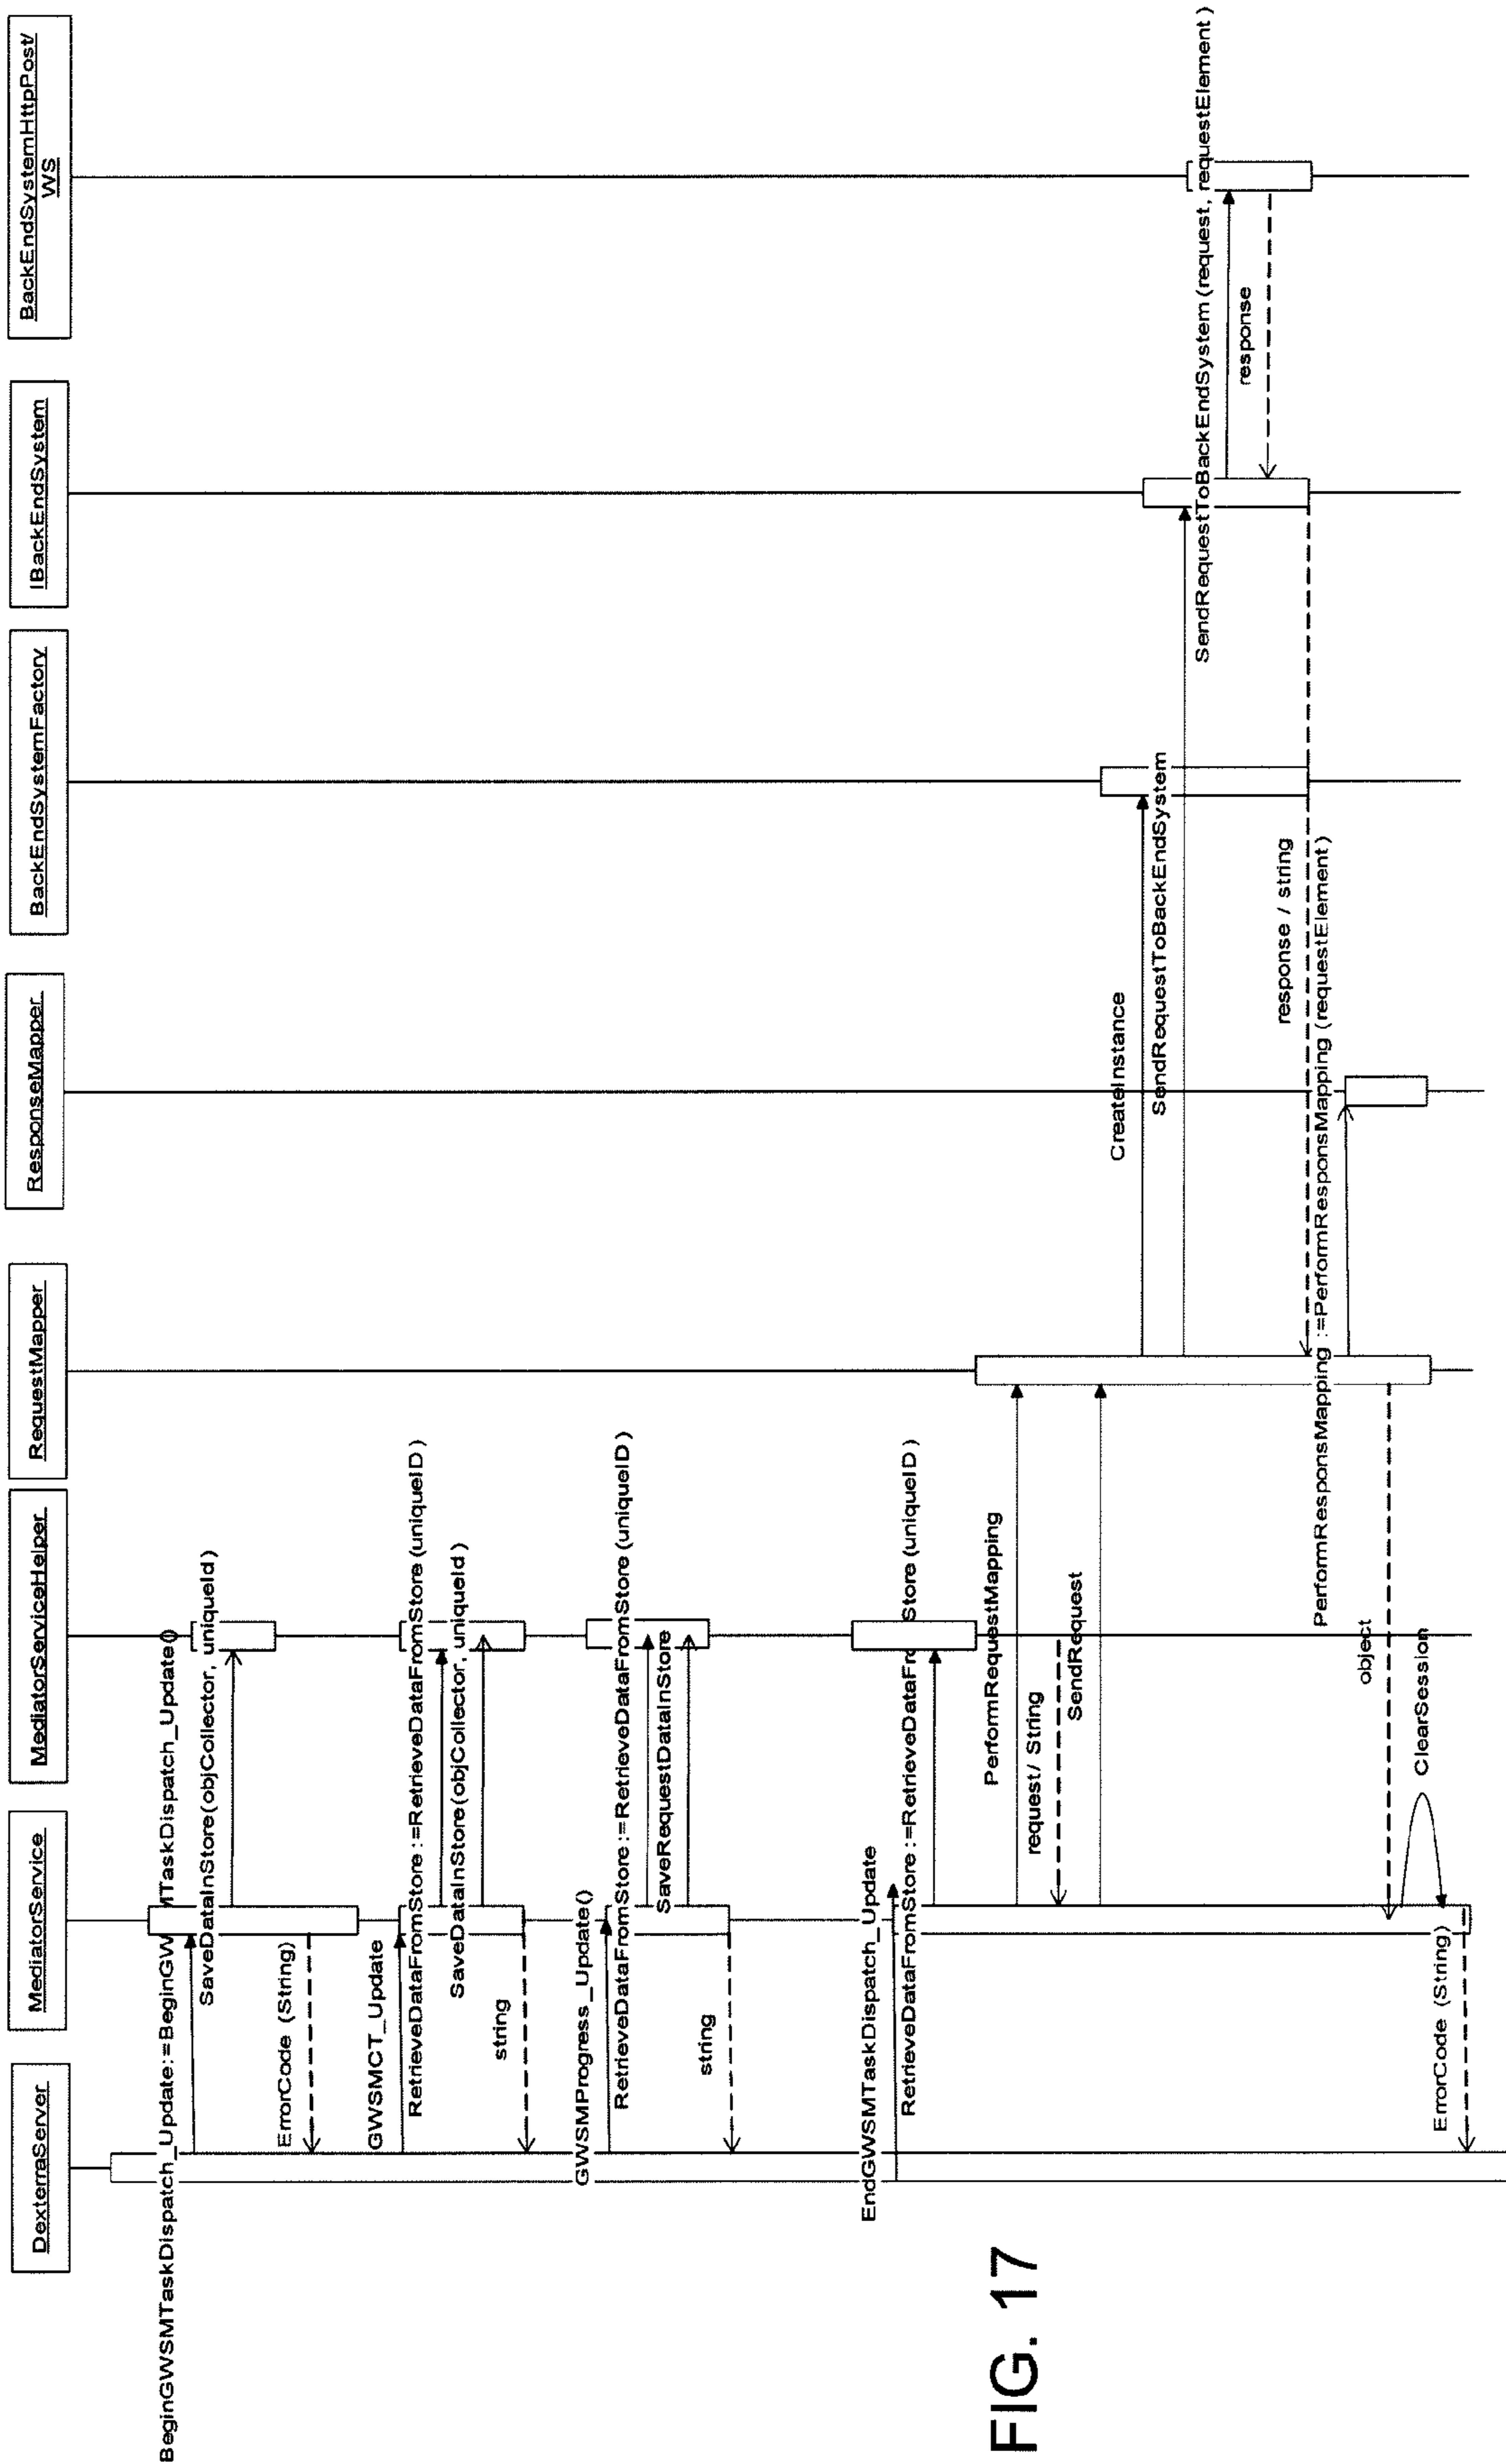 DexterraServer
MediatorService
MediatorServiceHelper
RequestMapper
ResponseMapper
BackEndSystemFactory
IBackEndSystem
BackEndSystemHttpPost/
WS
BeginGWSMTaskDispatch_Update:=BeginGWSMTaskDispatch_Update()
SaveDataInStore(objCollector, uniqueId)
ErrorCode (String)
GWSMCT_Update
RetrieveDataFromStore :=RetrieveDataFromStore (uniqueID)
SaveDataInStore(objCollector, uniqueId)
string
GWSMProgress_Update()
RetrieveDataFromStore :=RetrieveDataFromStore (uniqueID)
SaveRequestDataInStore
string
EndGWSMTaskDispatch_Update
RetrieveDataFromStore :=RetrieveDataFromStore (uniqueID)
PerformRequestMapping
request/ String
SendRequest
CreateInstance
SendRequestToBackEndSystem
SendRequestToBackEndSystem (request, requestElement)
response
response / string
PerformResponsMapping :=PerformResponsMapping (requestElement)
object
ClearSession
ErrorCode (String)
FIG. 17